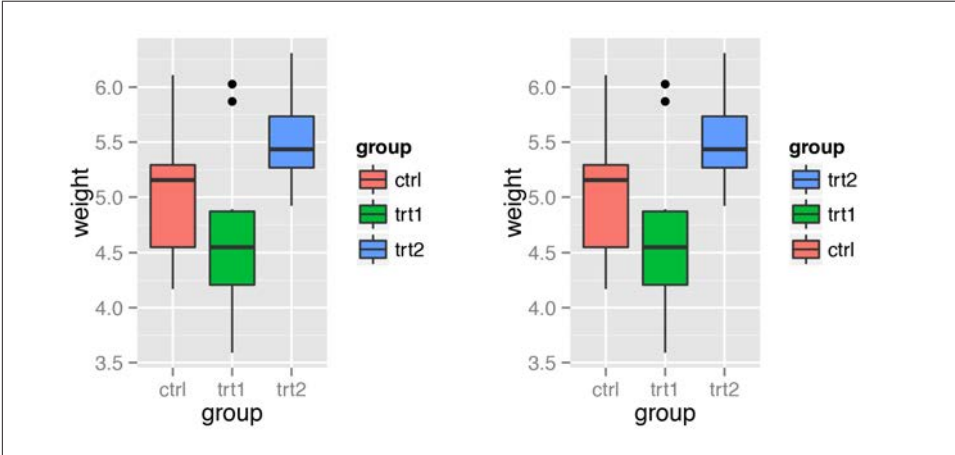 weight
6.0
5.5
5.0
4.5
4.0
3.5
ctrl trt1 trt2
group
group
ctrl
trt1
trt2
weight
6.0
5.5
5.0
4.5
4.0
3.5
ctrl trt1 trt2
group
group
trt2
trt1
ctrl